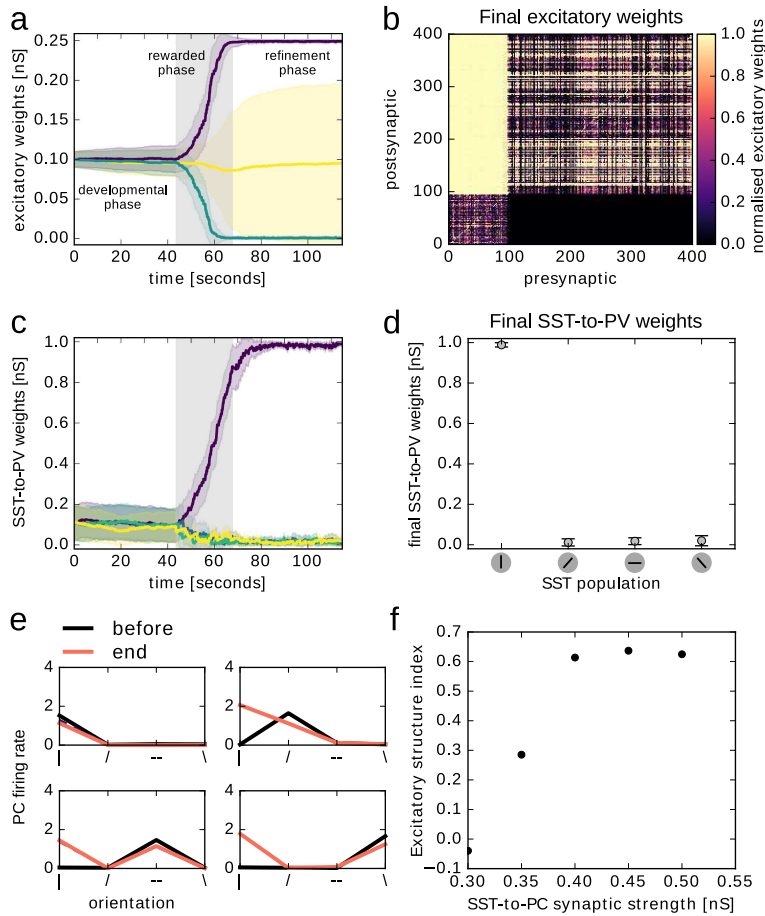 a
excitatory weights [nS]
0.25
0.20
0.15
0.10
0.05
0.00
rewarded
phase
refinement
phase
developmental
phase
0 20 40 60 80 100
time [seconds]
b
Final excitatory weights
postsynaptic
400
300
200
100
0
0 100 200 300 400
presynaptic
1.0
0.8
0.6
0.4
0.2
0.0
normalised excitatory weights
c
SST-to-PV weights [nS]
1.0
0.8
0.6
0.4
0.2
0.0
0 20 40 60 80 100
time [seconds]
d
Final SST-to-PV weights
final SST-to-PV weights [nS]
1.0
0.8
0.6
0.4
0.2
0.0
| / — \
SST population
e
before
end
PC firing rate
4
2
0
| / -- \
4
2
0
| / -- \
4
2
0
| / -- \
4
2
0
| / -- \
orientation
f
Excitatory structure index
0.7
0.6
0.5
0.4
0.3
0.2
0.1
0.0
−0.1
0.30 0.35 0.40 0.45 0.50 0.55
SST-to-PC synaptic strength [nS]